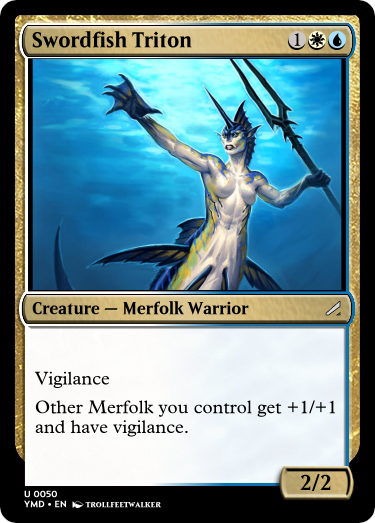 Swordfish Triton 1
Creature — Merfolk Warrior
Vigilance
Other Merfolk you control get +1/+1
and have vigilance.
2/2
U 0050
YMD • EN TROLLFEETWALKER